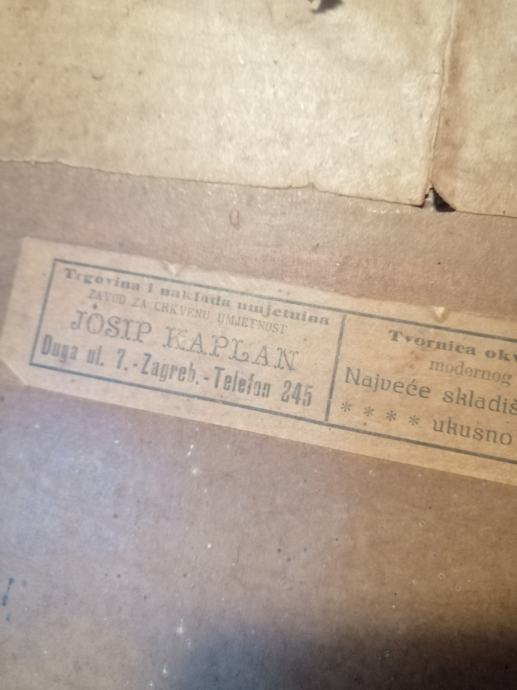 Trgovina i naklada umjetnina
ZAVOD ZA CRKVENU UMJETNOST
JOSIP KAPLAN
Duga ul. 7.-Zagreb.-Telefon 245
Tvornica okv
modernog
Najveće skladiš
* * * * ukusno